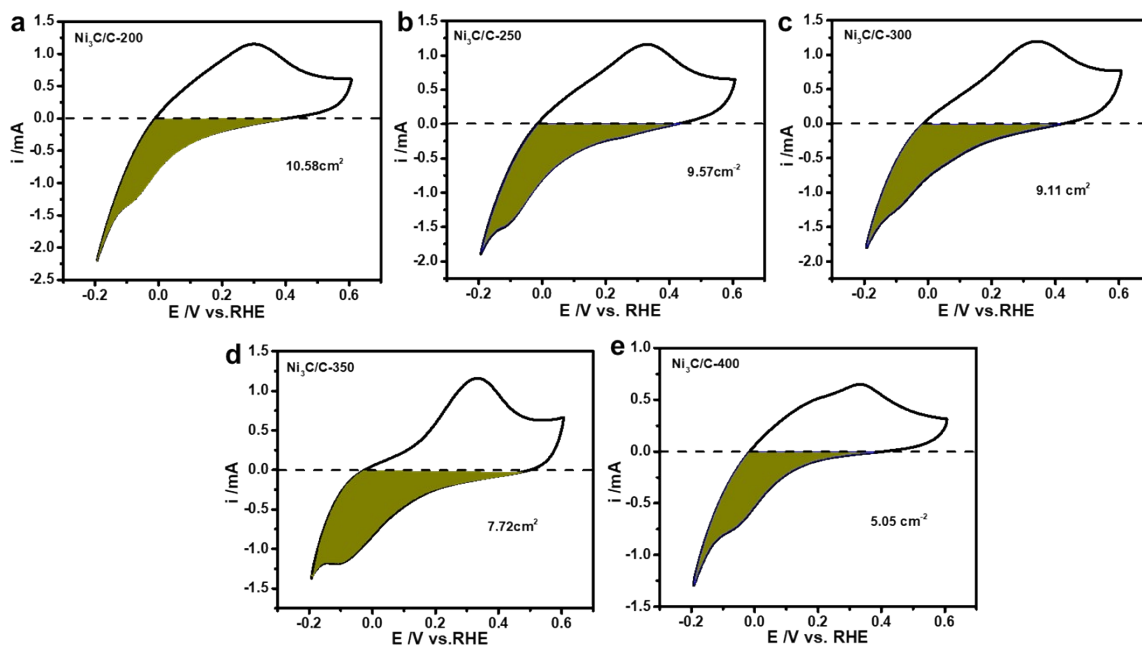 a
Ni₃C/C-200
1.5
1.0
0.5
0.0
-0.5
-1.0
-1.5
-2.0
-2.5
i /mA
10.58cm²
-0.2 0.0 0.2 0.4 0.6
E /V vs.RHE
b
Ni₃C/C-250
1.5
1.0
0.5
0.0
-0.5
-1.0
-1.5
-2.0
i /mA
9.57cm⁻²
-0.2 0.0 0.2 0.4 0.6
E /V vs. RHE
c
Ni₃C/C-300
1.5
1.0
0.5
0.0
-0.5
-1.0
-1.5
-2.0
i /mA
9.11 cm²
-0.2 0.0 0.2 0.4 0.6
E /V vs.RHE
d
Ni₃C/C-350
1.5
1.0
0.5
0.0
-0.5
-1.0
-1.5
i /mA
7.72cm²
-0.2 0.0 0.2 0.4 0.6
E /V vs.RHE
e
Ni₃C/C-400
1.0
0.5
0.0
-0.5
-1.0
-1.5
i /mA
5.05 cm⁻²
-0.2 0.0 0.2 0.4 0.6
E /V vs.RHE